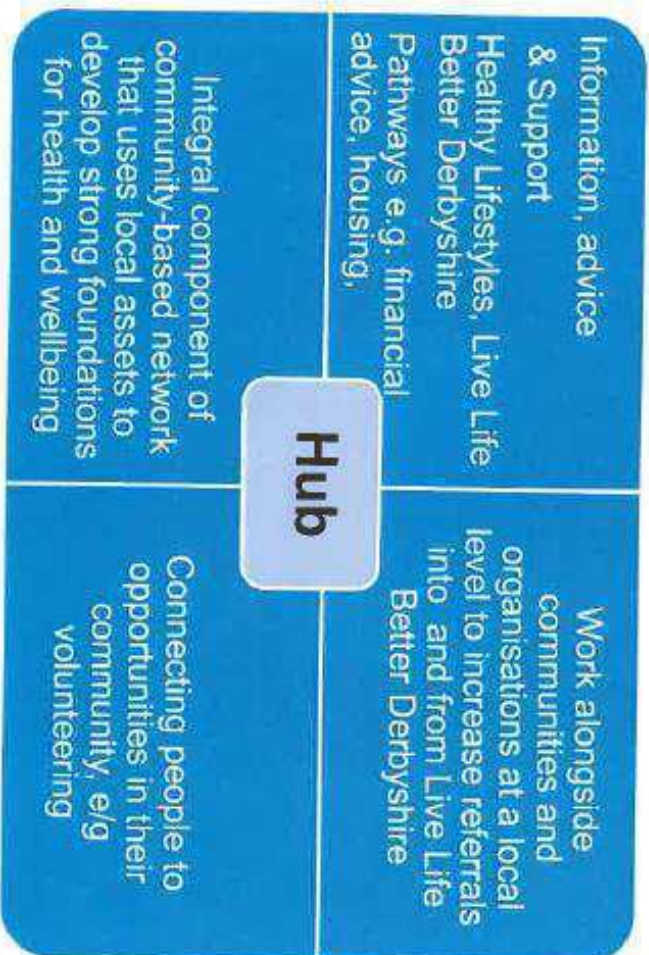 Information, advice
& Support
Healthy Lifestyles, Live Life
Better Derbyshire
Pathways e.g. financial
advice, housing,
Work alongside
communities and
organisations at a local
level to increase referrals
into and from Live Life
Better Derbyshire
Hub
Integral component of
community-based network
that uses local assets to
develop strong foundations
for health and wellbeing
Connecting people to
opportunities in their
community, e/g
volunteering